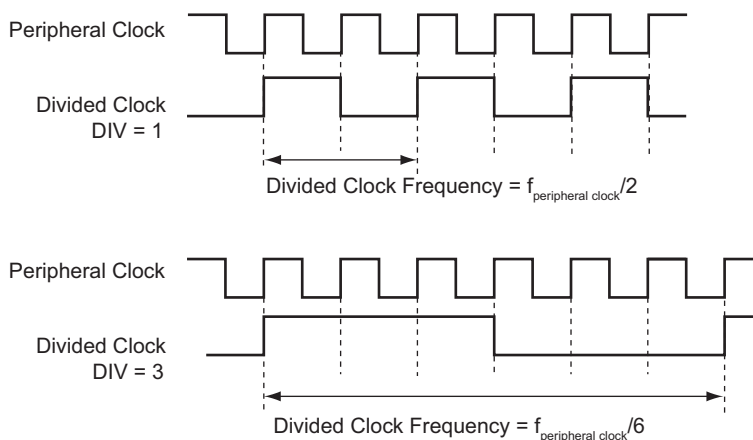 Peripheral Clock
Divided Clock
DIV = 1
Divided Clock Frequency = fperipheral clock/2
Peripheral Clock
Divided Clock
DIV = 3
Divided Clock Frequency = fperipheral clock/6